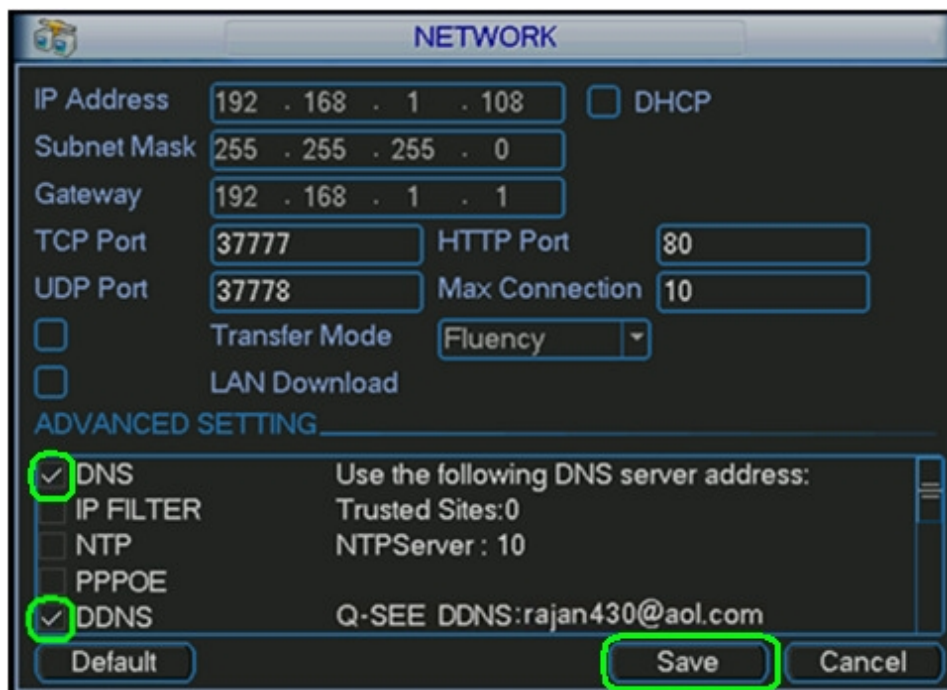 NETWORK
IP Address 192 . 168 . 1 . 108 DHCP
Subnet Mask 255 . 255 . 255 . 0
Gateway 192 . 168 . 1 . 1
TCP Port 37777 HTTP Port 80
UDP Port 37778 Max Connection 10
Transfer Mode Fluency
LAN Download
ADVANCED SETTING
DNS Use the following DNS server address:
IP FILTER Trusted Sites:0
NTP NTPServer : 10
PPPOE
DDNS Q-SEE DDNS:rajan430@aol.com
Default Save Cancel